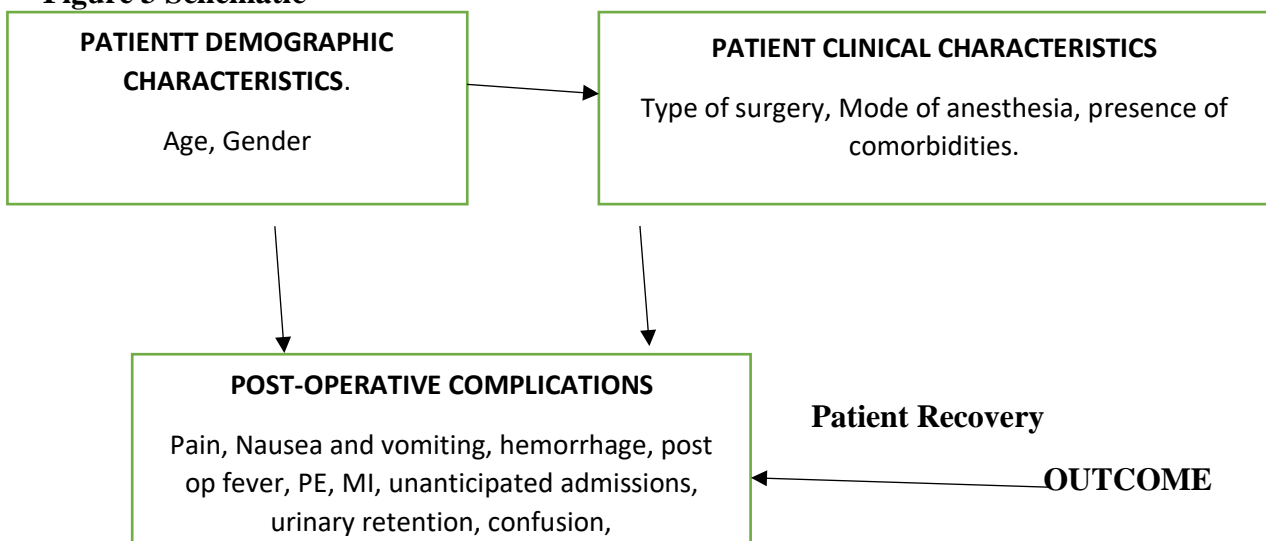 Figure 3 Schematic
PATIENTT DEMOGRAPHIC
CHARACTERISTICS.
Age, Gender
PATIENT CLINICAL CHARACTERISTICS
Type of surgery, Mode of anesthesia, presence of
comorbidities.
POST-OPERATIVE COMPLICATIONS
Pain, Nausea and vomiting, hemorrhage, post
op fever, PE, MI, unanticipated admissions,
urinary retention, confusion,
Patient Recovery
OUTCOME